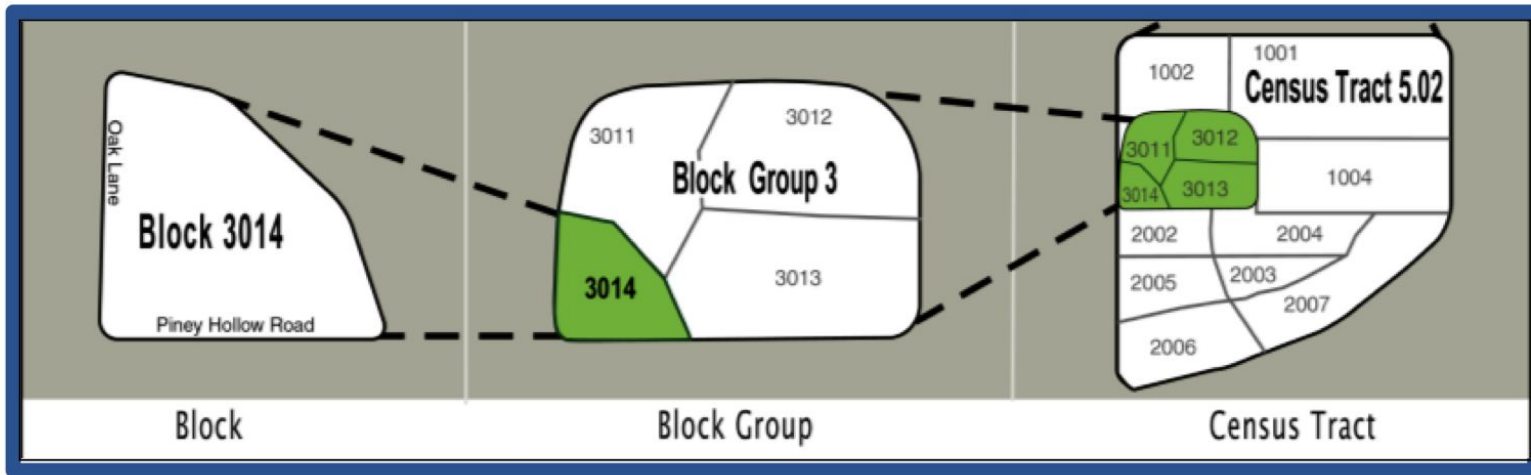 Oak Lane
Block 3014
Piney Hollow Road
Block
3011
3012
Block Group 3
3014
3013
Block Group
1002
1001
Census Tract 5.02
3011
3012
1004
3014
3013
2002
2004
2005
2003
2007
2006
Census Tract